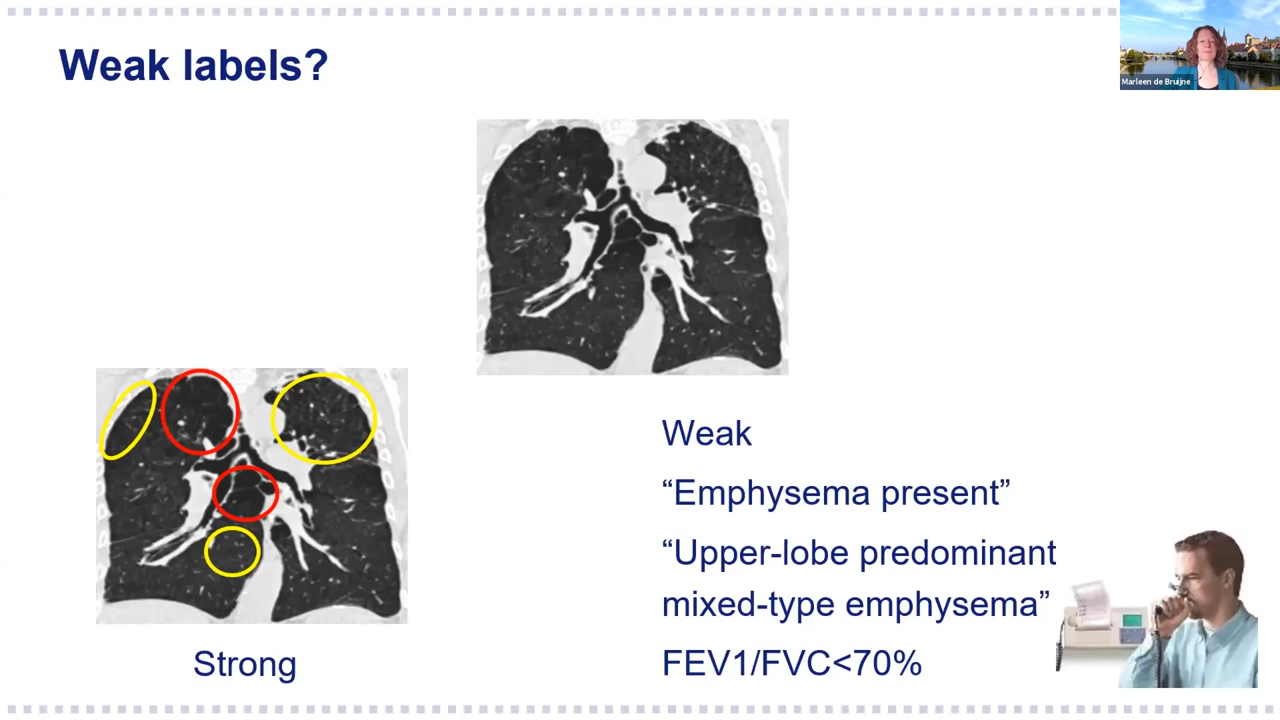 Weak labels?
Marleen de Bruijne
Weak
“Emphysema present”
“Upper-lobe predominant
mixed-type emphysema”
FEV1/FVC<70%
Strong